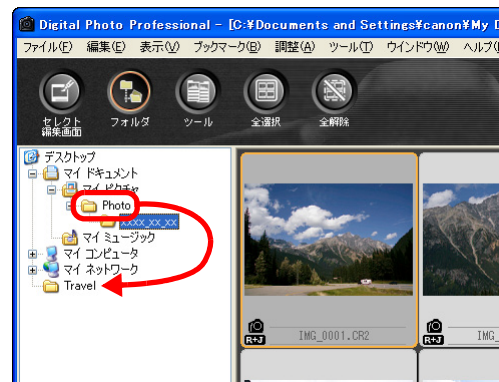 Digital Photo Professional - [C:¥Documents and Settings¥canon¥My D
ファイル(F) 編集(E) 表示(V) ブックマーク(B) 調整(A) ツール(T) ウインドウ(W) ヘルプ(
セレクト
編集画面
フォルダ
ツール
全選択
全解除
デスクトップ
マイ ドキュメント
マイ ピクチャ
Photo
xxxx_xx_xx
マイ ミュージック
マイ コンピュータ
マイ ネットワーク
Travel
R+J
IMG_0001.CR2
R+J
IMG_